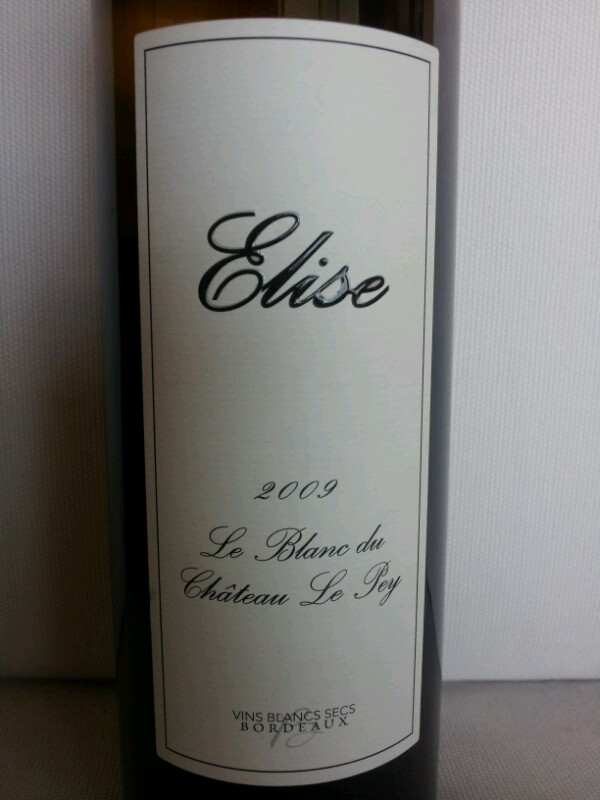 Elise
2009
Le Blanc du
Château Le Pey
VINS BLANCS SECS
BORDEAUX